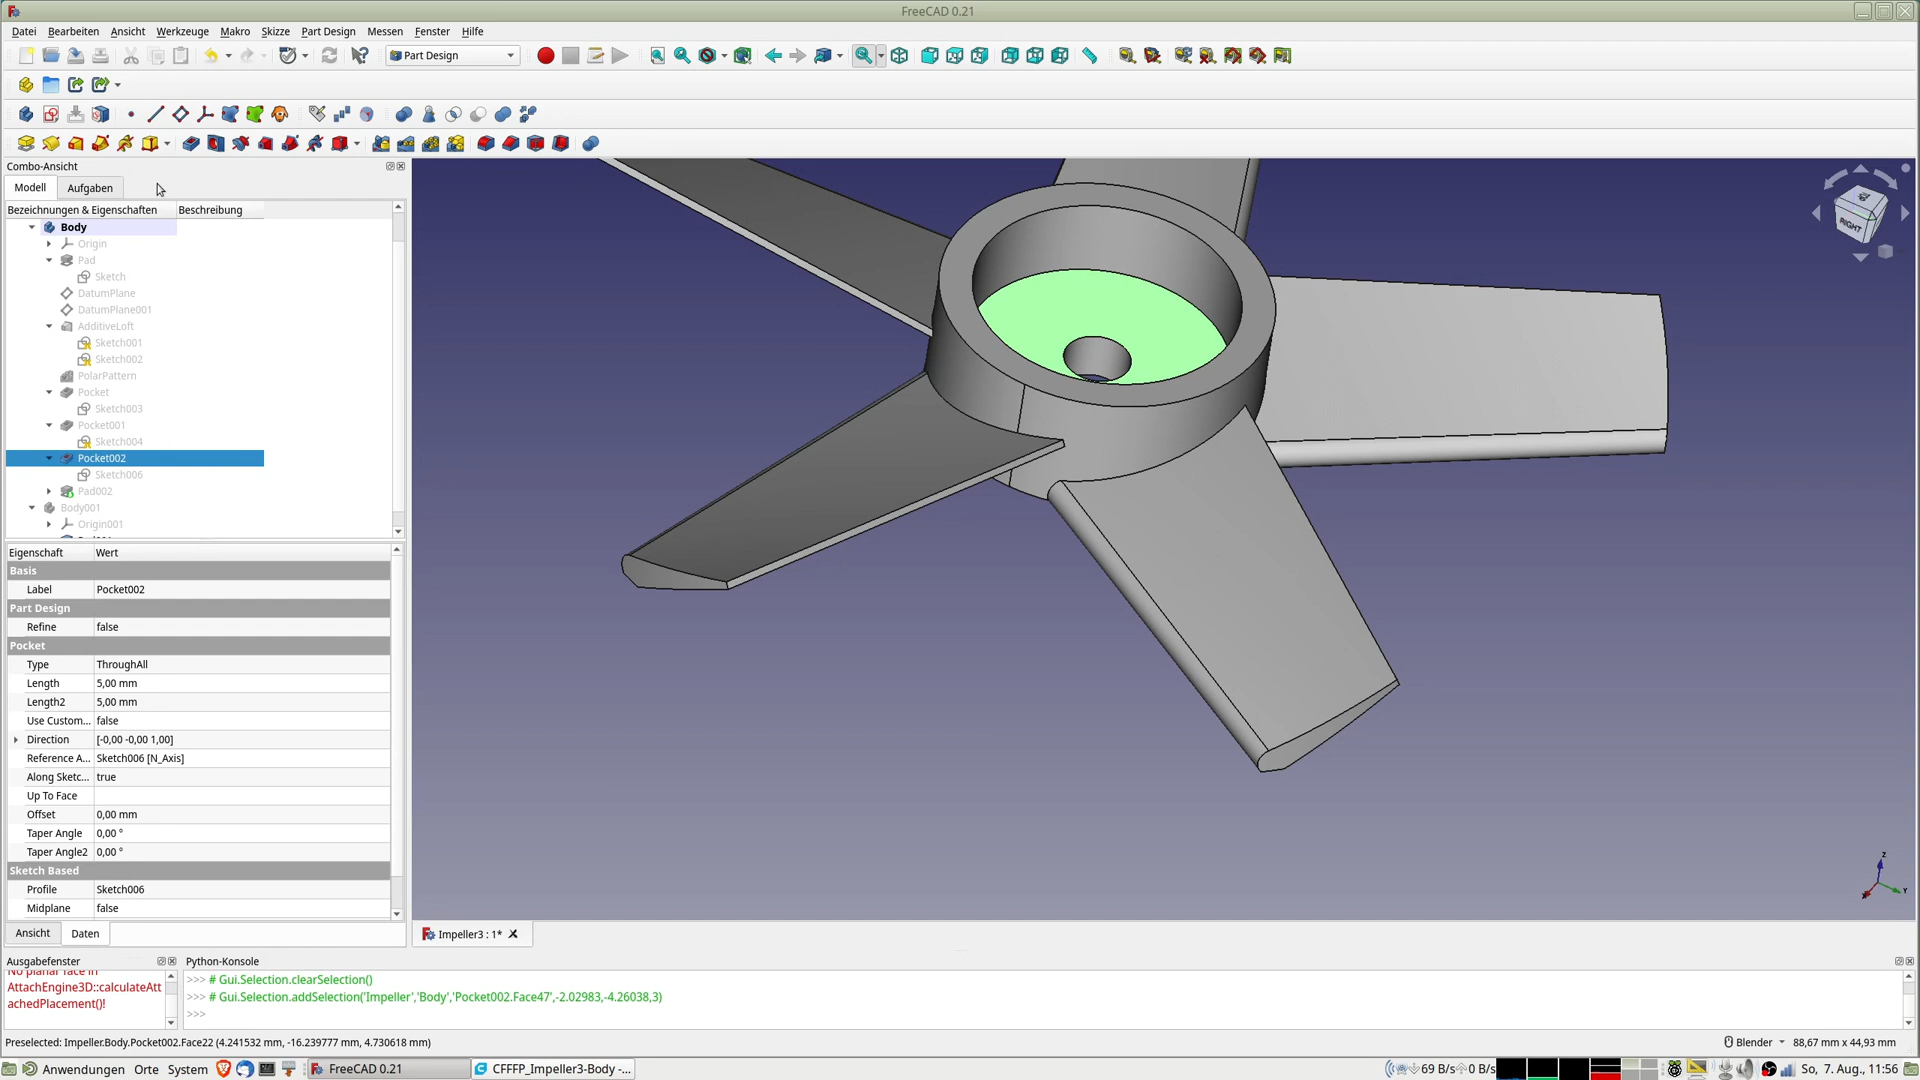 FreeCAD 0.21
Datei Bearbeiten Ansicht Werkzeuge Makro Skizze Part Design Messen Fenster Hilfe
Part Design
Combo-Ansicht
Modell Aufgaben
Bezeichnungen & Eigenschaften Beschreibung
Body
Origin
Pad
Sketch
DatumPlane
DatumPlane001
AdditiveLoft
Sketch001
Sketch002
PolarPattern
Pocket
Sketch003
Pocket001
Sketch004
Pocket002
Sketch006
Pad002
Body001
Origin001
Eigenschaft Wert
Basis
Label Pocket002
Part Design
Refine false
Pocket
Type ThroughAll
Length 5,00 mm
Length2 5,00 mm
Use Custom... false
Direction [-0,00 -0,00 1,00]
Reference A... Sketch006 [N_Axis]
Along Sketc... true
Up To Face
Offset 0,00 mm
Taper Angle 0,00 °
Taper Angle2 0,00 °
Sketch Based
Profile Sketch006
Midplane false
Ansicht Daten
RIGHT
Z
Y
Impeller3 : 1*
Ausgabefenster
No planar face in
AttachEngine3D::calculateAtt
achedPlacement()!
Python-Konsole
>>> # Gui.Selection.clearSelection()
>>> # Gui.Selection.addSelection('Impeller','Body','Pocket002.Face47',-2.02983,-4.26038,3)
>>>
Preselected: Impeller.Body.Pocket002.Face22 (4.241532 mm, -16.239777 mm, 4.730618 mm)
Blender 88,67 mm x 44,93 mm
Anwendungen Orte System FreeCAD 0.21 CFFFP_Impeller3-Body -... 69 B/s 0 B/s So, 7. Aug., 11:56